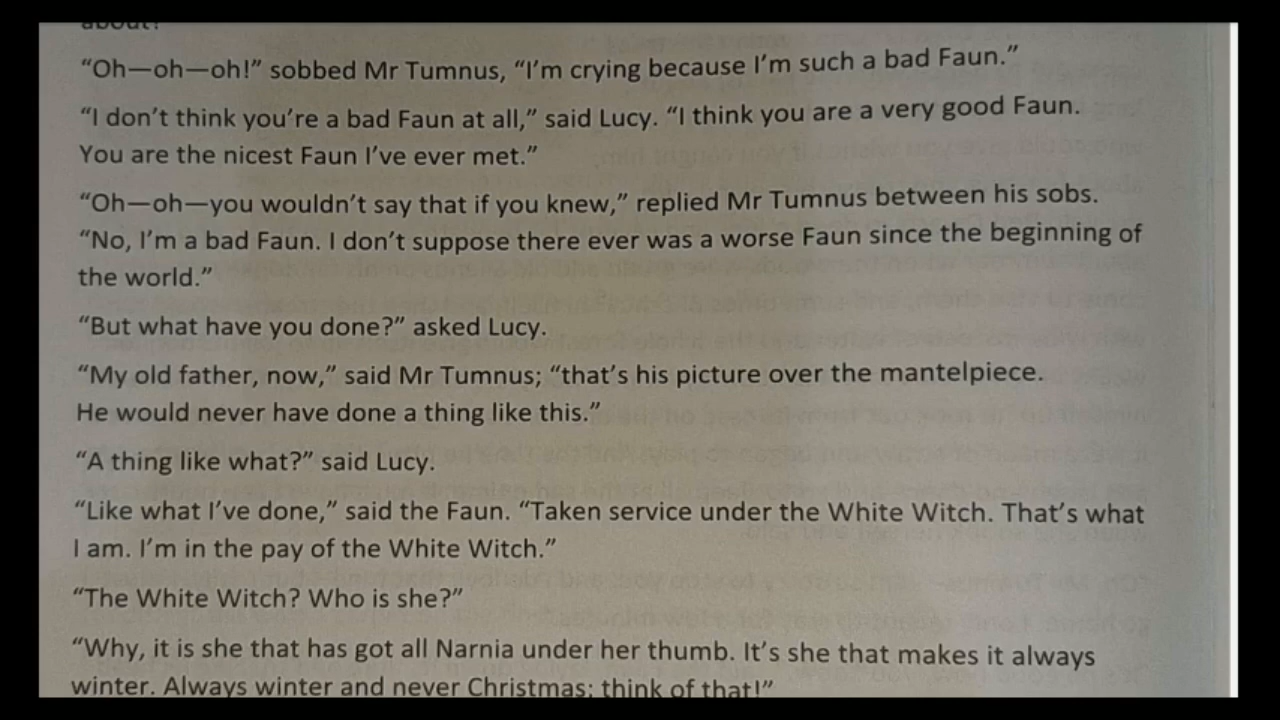 about?
“Oh—oh—oh!” sobbed Mr Tumnus, “I’m crying because I’m such a bad Faun.”
“I don’t think you’re a bad Faun at all,” said Lucy. “I think you are a very good Faun.
You are the nicest Faun I’ve ever met.”
“Oh—oh—you wouldn’t say that if you knew,” replied Mr Tumnus between his sobs.
“No, I’m a bad Faun. I don’t suppose there ever was a worse Faun since the beginning of
the world.”
“But what have you done?” asked Lucy.
“My old father, now,” said Mr Tumnus; “that’s his picture over the mantelpiece.
He would never have done a thing like this.”
“A thing like what?” said Lucy.
“Like what I’ve done,” said the Faun. “Taken service under the White Witch. That’s what
I am. I’m in the pay of the White Witch.”
“The White Witch? Who is she?”
“Why, it is she that has got all Narnia under her thumb. It’s she that makes it always
winter. Always winter and never Christmas; think of that!”